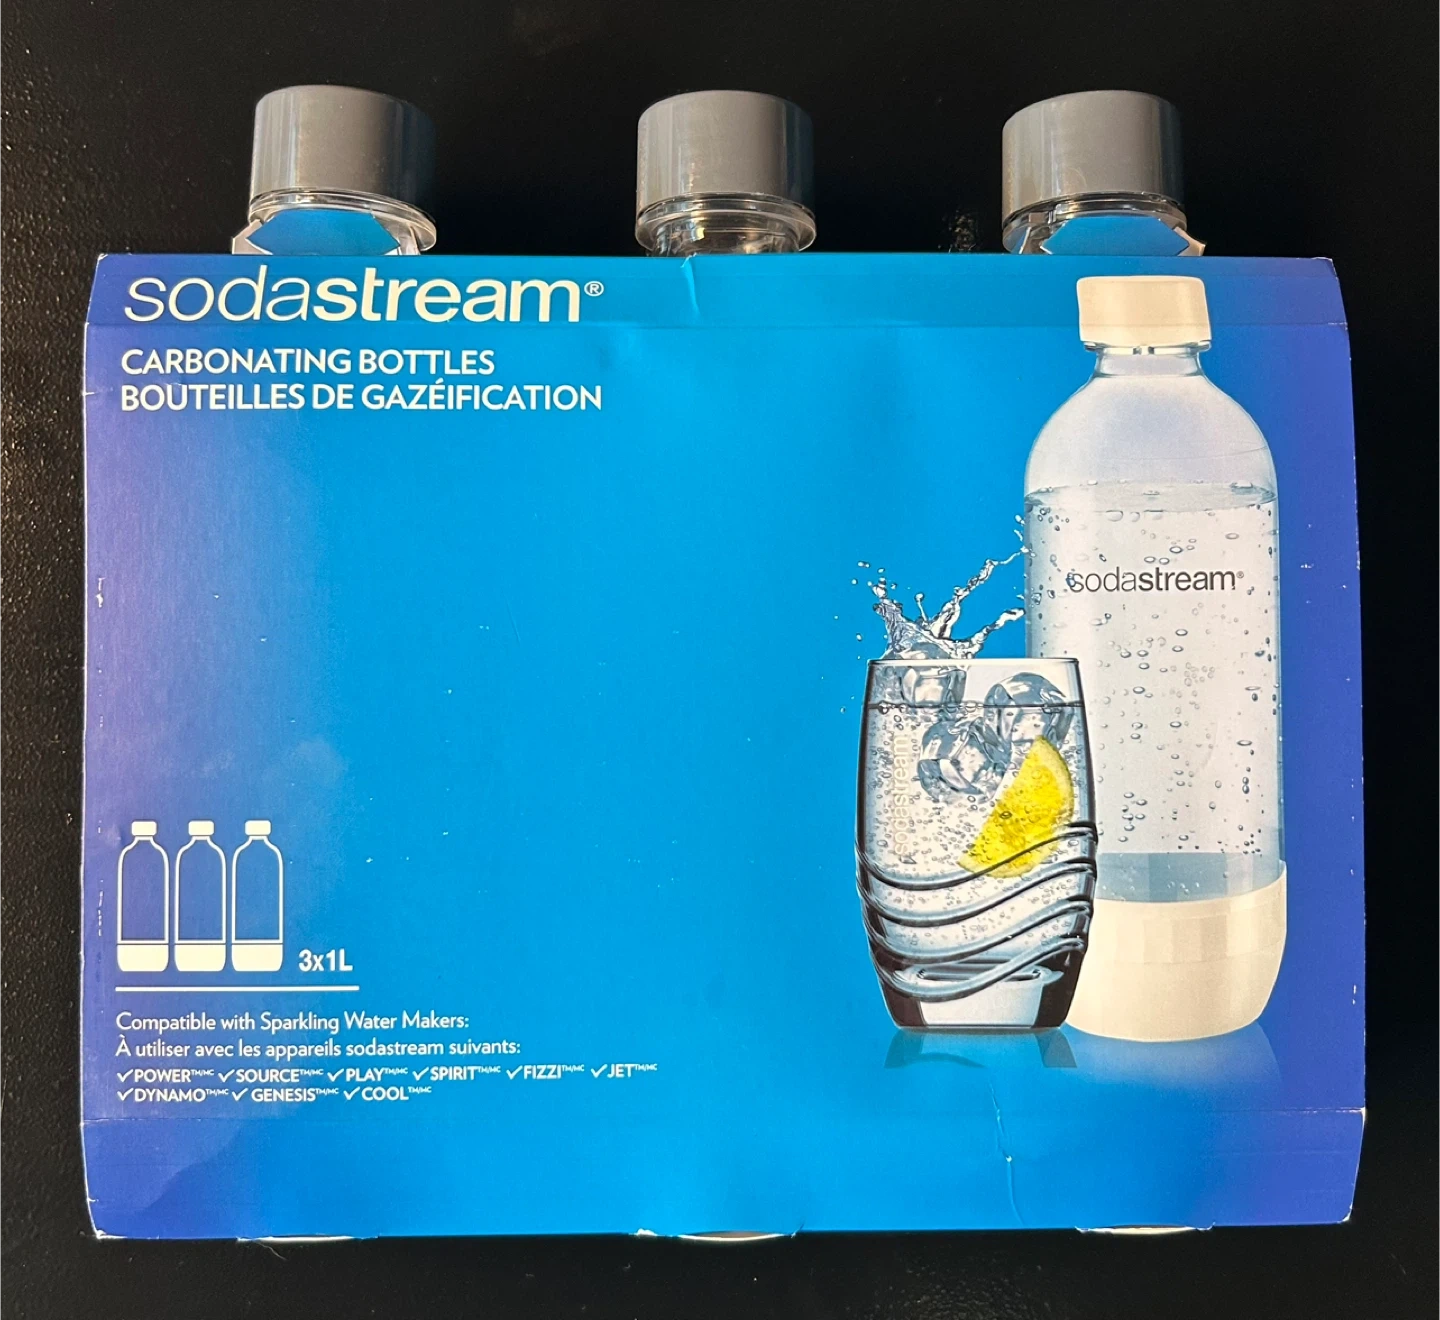 sodastream®
CARBONATING BOTTLES
BOUTEILLES DE GAZÉIFICATION
sodastream®
sodastream
3x1L
Compatible with Sparkling Water Makers:
À utiliser avec les appareils sodastream suivants:
✓POWER™/MC ✓SOURCE™/MC ✓PLAY™/MC ✓SPIRIT™/MC ✓FIZZI™/MC ✓JET™/MC
✓DYNAMO™/MC ✓GENESIS™/MC ✓COOL™/MC